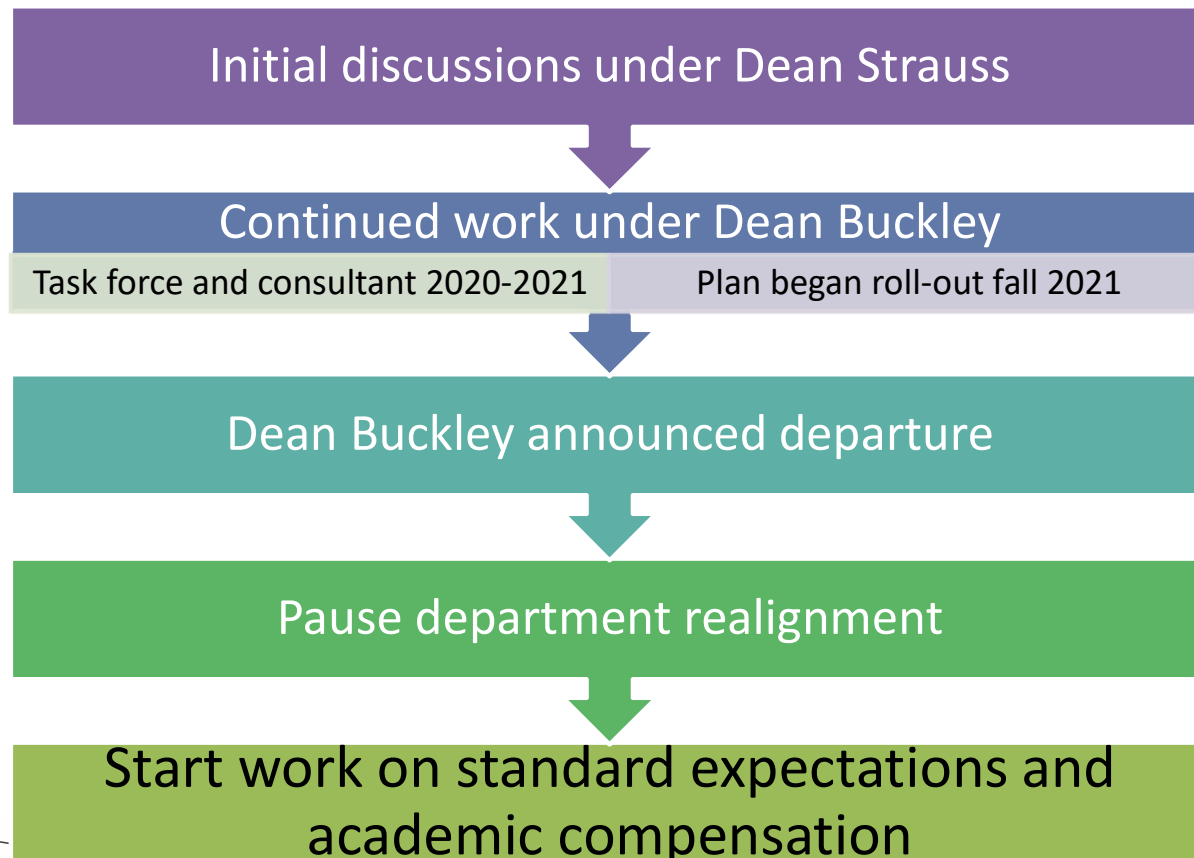 Initial discussions under Dean Strauss
Continued work under Dean Buckley
Task force and consultant 2020-2021
Plan began roll-out fall 2021
Dean Buckley announced departure
Pause department realignment
Start work on standard expectations and
academic compensation